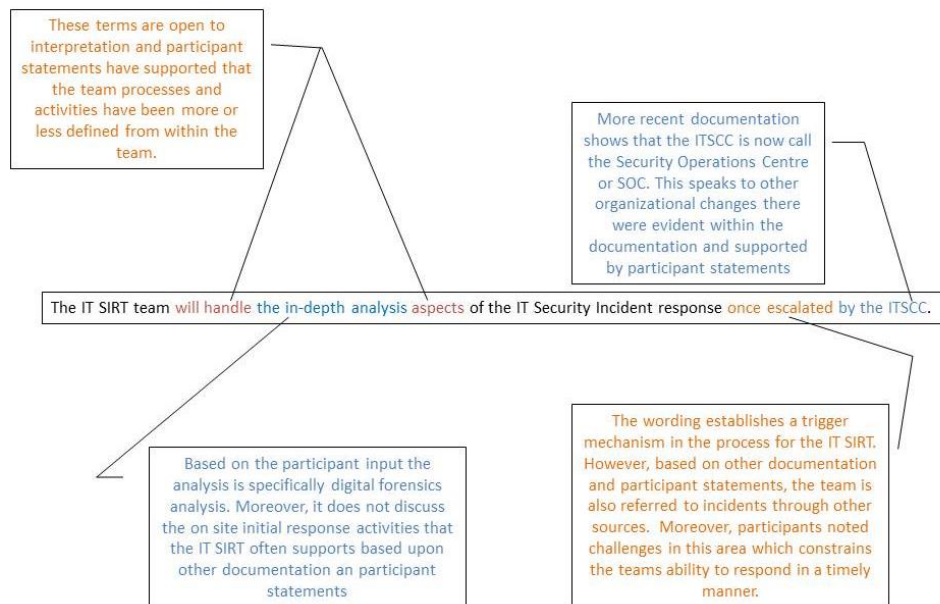 These terms are open to
interpretation and participant
statements have supported that
the team processes and
activities have been more or
less defined from within the
team.
More recent documentation
shows that the ITSCC is now call
the Security Operations Centre
or SOC. This speaks to other
organizational changes there
were evident within the
documentation and supported
by participant statements
The IT SIRT team will handle the in-depth analysis aspects of the IT Security Incident response once escalated by the ITSCC.
Based on the participant input the
analysis is specifically digital forensics
analysis. Moreover, it does not discuss
the on site initial response activities that
the IT SIRT often supports based upon
other documentation an participant
statements
The wording establishes a trigger
mechanism in the process for the IT SIRT.
However, based on other documentation
and participant statements, the team is
also referred to incidents through other
sources. Moreover, participants noted
challenges in this area which constrains
the teams ability to respond in a timely
manner.